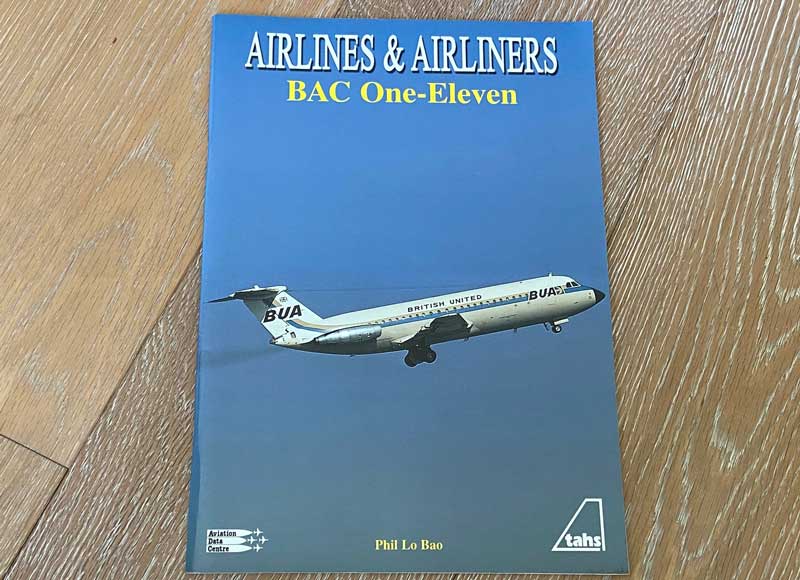 AIRLINES & AIRLINERS
BAC One-Eleven
BUA
BRITISH UNITED
BUA
Aviation
Data
Centre
Phil Lo Bao
tahs